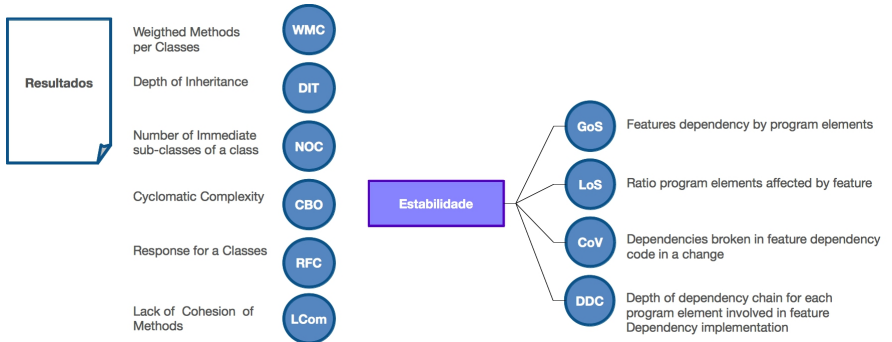 Resultados
Weigthed Methods
per Classes
WMC
Depth of Inheritance
DIT
Number of Immediate
sub-classes of a class
NOC
Cyclomatic Complexity
CBO
Response for a Classes
RFC
Lack of Cohesion of
Methods
LCom
Estabilidade
GoS
Features dependency by program elements
LoS
Ratio program elements affected by feature
CoV
Dependencies broken in feature dependency
code in a change
DDC
Depth of dependency chain for each
program element involved in feature
Dependency implementation